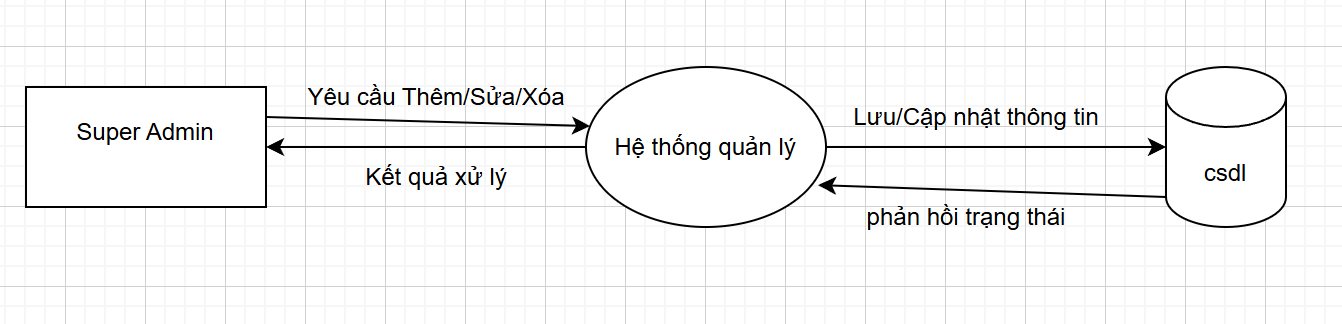 Yêu cầu Thêm/Sửa/Xóa
Super Admin
Kết quả xử lý
Hệ thống quản lý
Lưu/Cập nhật thông tin
phản hồi trạng thái
csdl